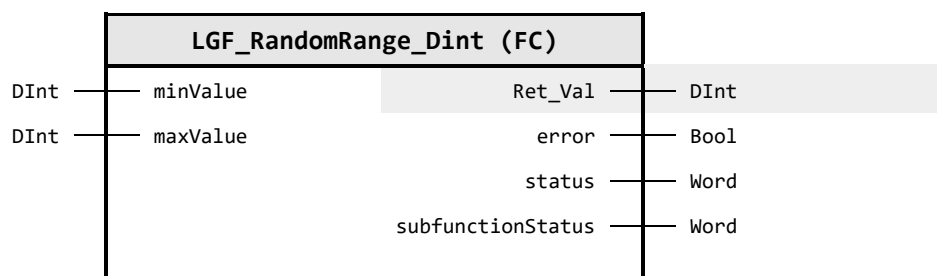 LGF_RandomRange_Dint (FC)
DInt minValue Ret_Val DInt
DInt maxValue error Bool
status Word
subfunctionStatus Word